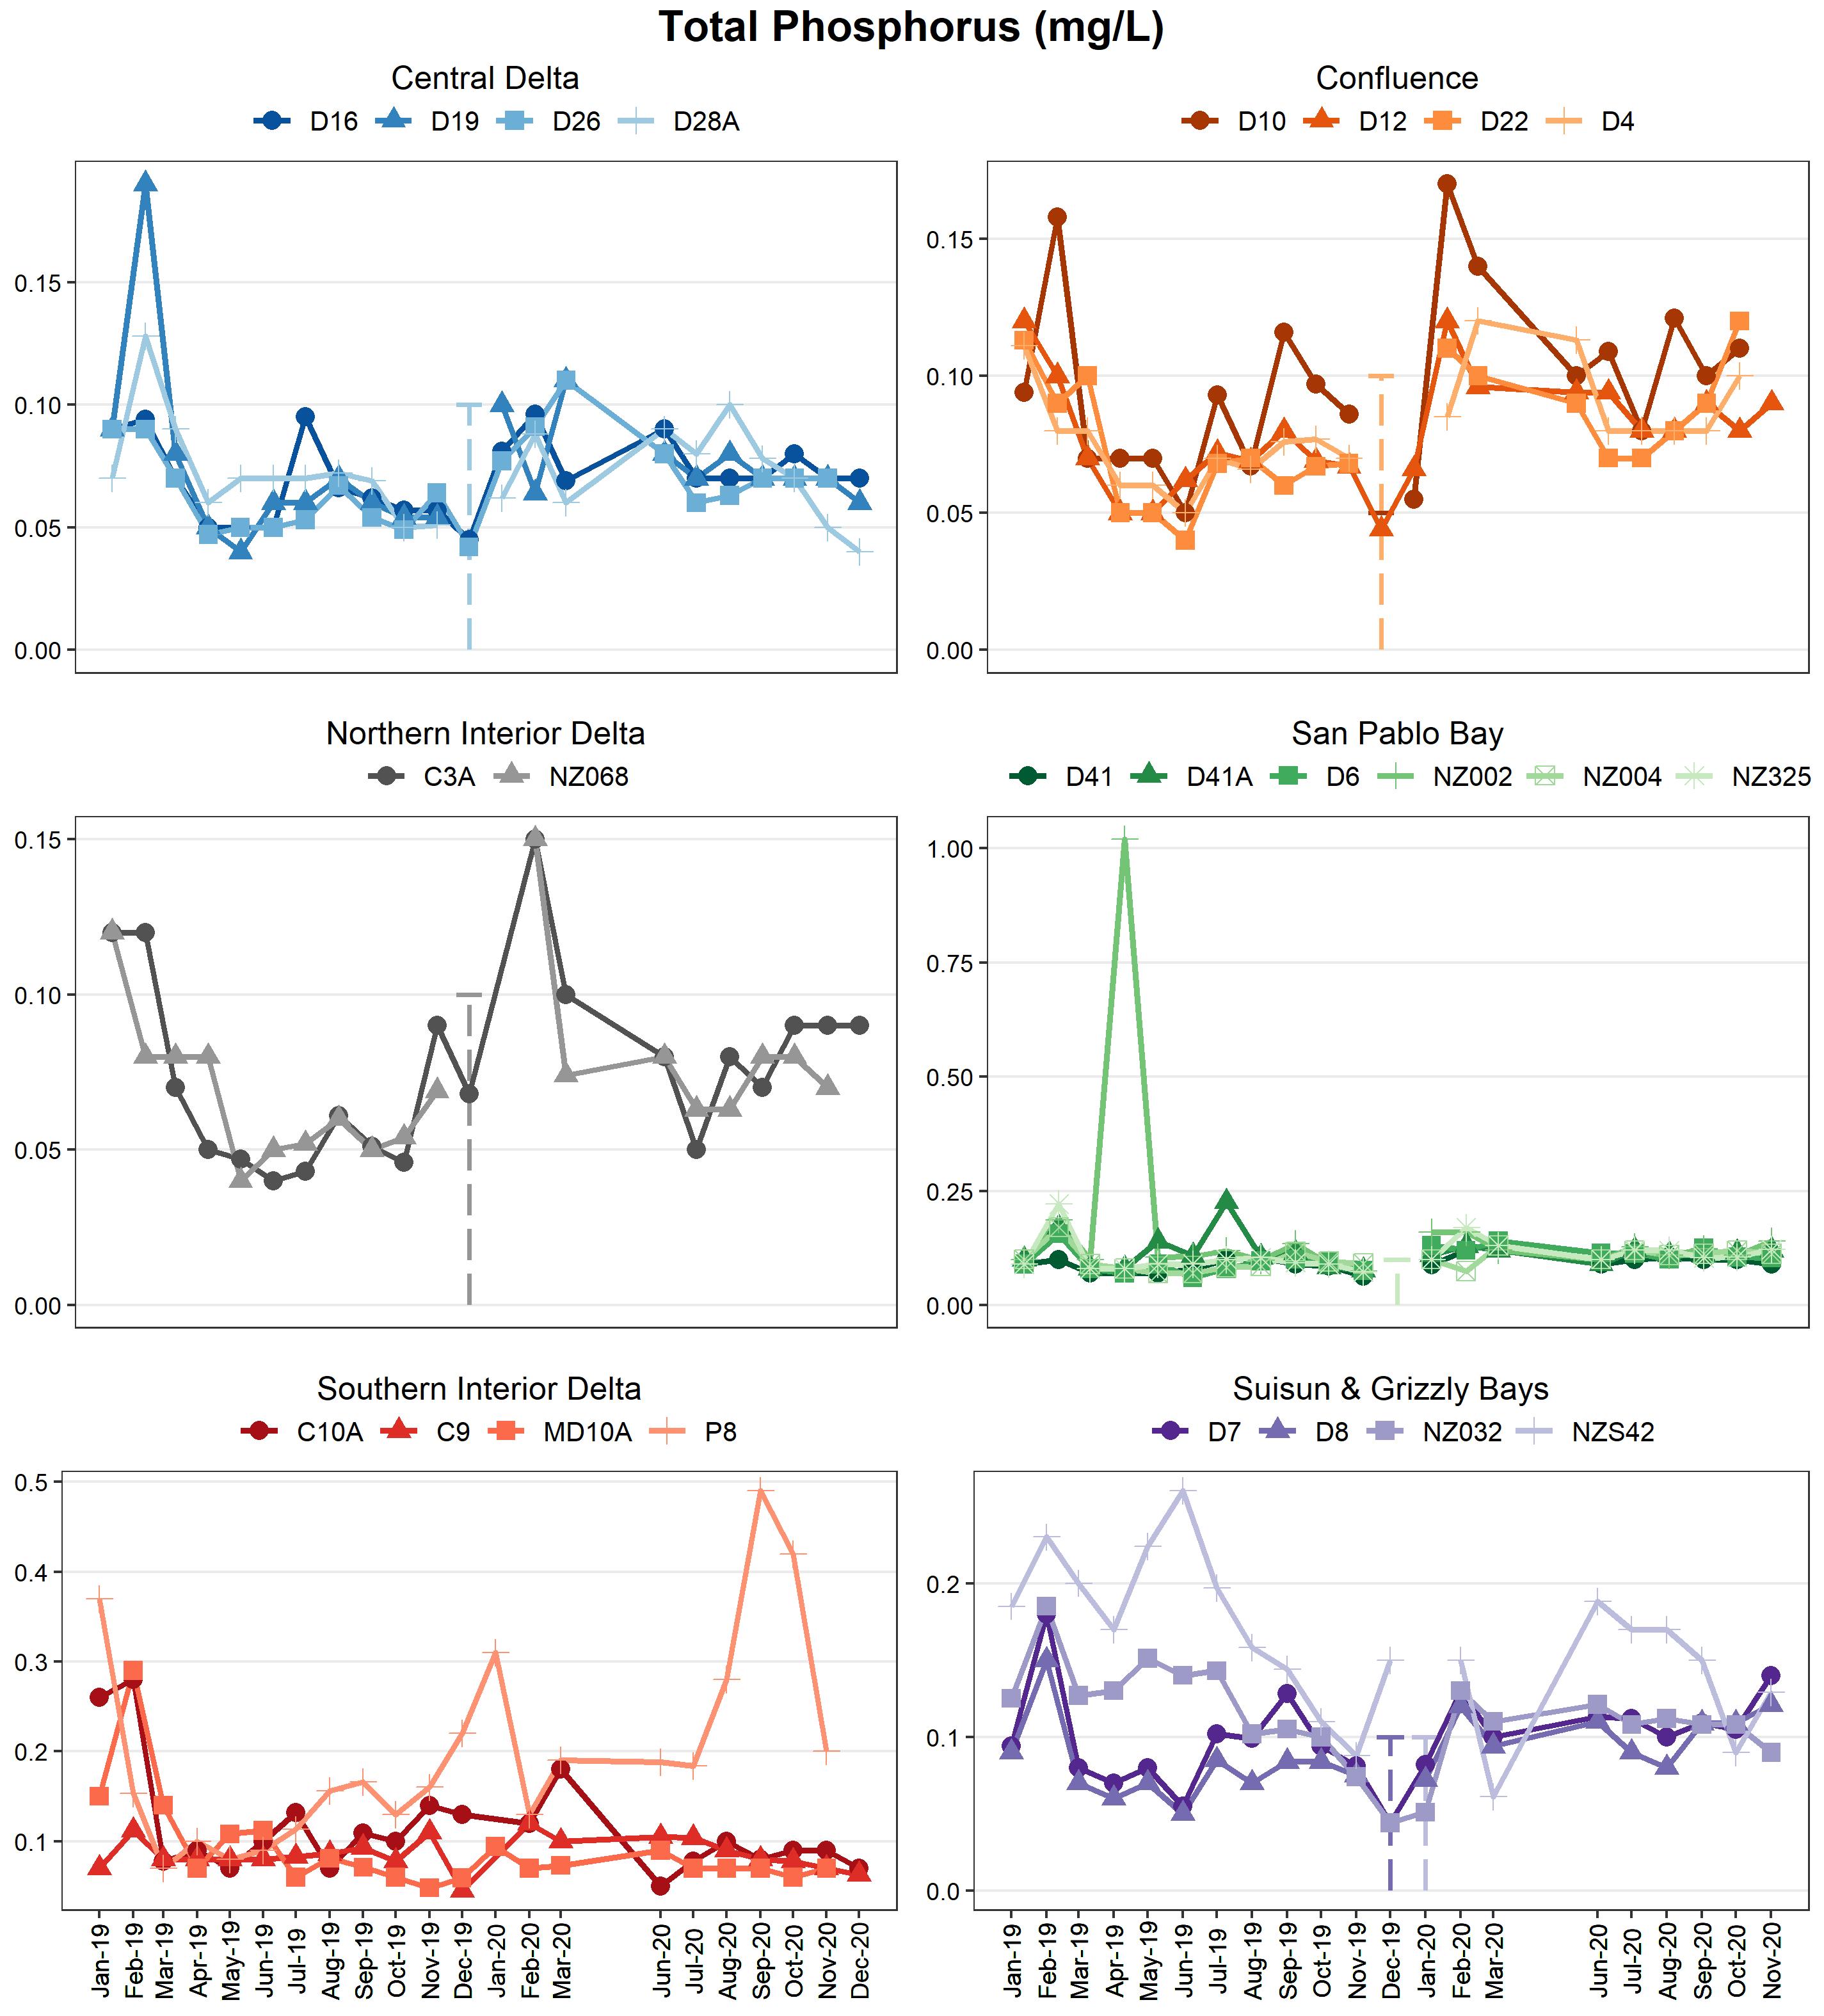 Total Phosphorus (mg/L)
Central Delta
D16 D19 D26 D28A
0.15
0.10
0.05
0.00
Confluence
D10 D12 D22 D4
0.15
0.10
0.05
0.00
Northern Interior Delta
C3A NZ068
0.15
0.10
0.05
0.00
San Pablo Bay
D41 D41A D6 NZ002 NZ004 NZ325
1.00
0.75
0.50
0.25
0.00
Southern Interior Delta
C10A C9 MD10A P8
0.5
0.4
0.3
0.2
0.1
Jan-19 Feb-19 Mar-19 Apr-19 May-19 Jun-19 Jul-19 Aug-19 Sep-19 Oct-19 Nov-19 Dec-19 Jan-20 Feb-20 Mar-20 Jun-20 Jul-20 Aug-20 Sep-20 Oct-20 Nov-20 Dec-20
Suisun & Grizzly Bays
D7 D8 NZ032 NZS42
0.2
0.1
0.0
Jan-19 Feb-19 Mar-19 Apr-19 May-19 Jun-19 Jul-19 Aug-19 Sep-19 Oct-19 Nov-19 Dec-19 Jan-20 Feb-20 Mar-20 Jun-20 Jul-20 Aug-20 Sep-20 Oct-20 Nov-20